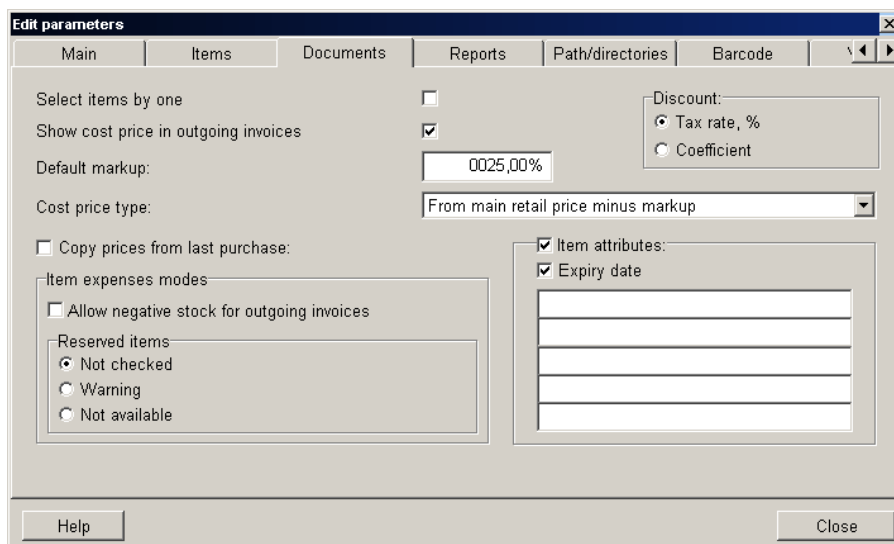 Edit parameters
Main Items Documents Reports Path/directories Barcode
Select items by one
Show cost price in outgoing invoices
Default markup: 0025,00%
Cost price type: From main retail price minus markup
Discount:
Tax rate, %
Coefficient
Copy prices from last purchase:
Item expenses modes
Allow negative stock for outgoing invoices
Reserved items
Not checked
Warning
Not available
Item attributes:
Expiry date
Help Close